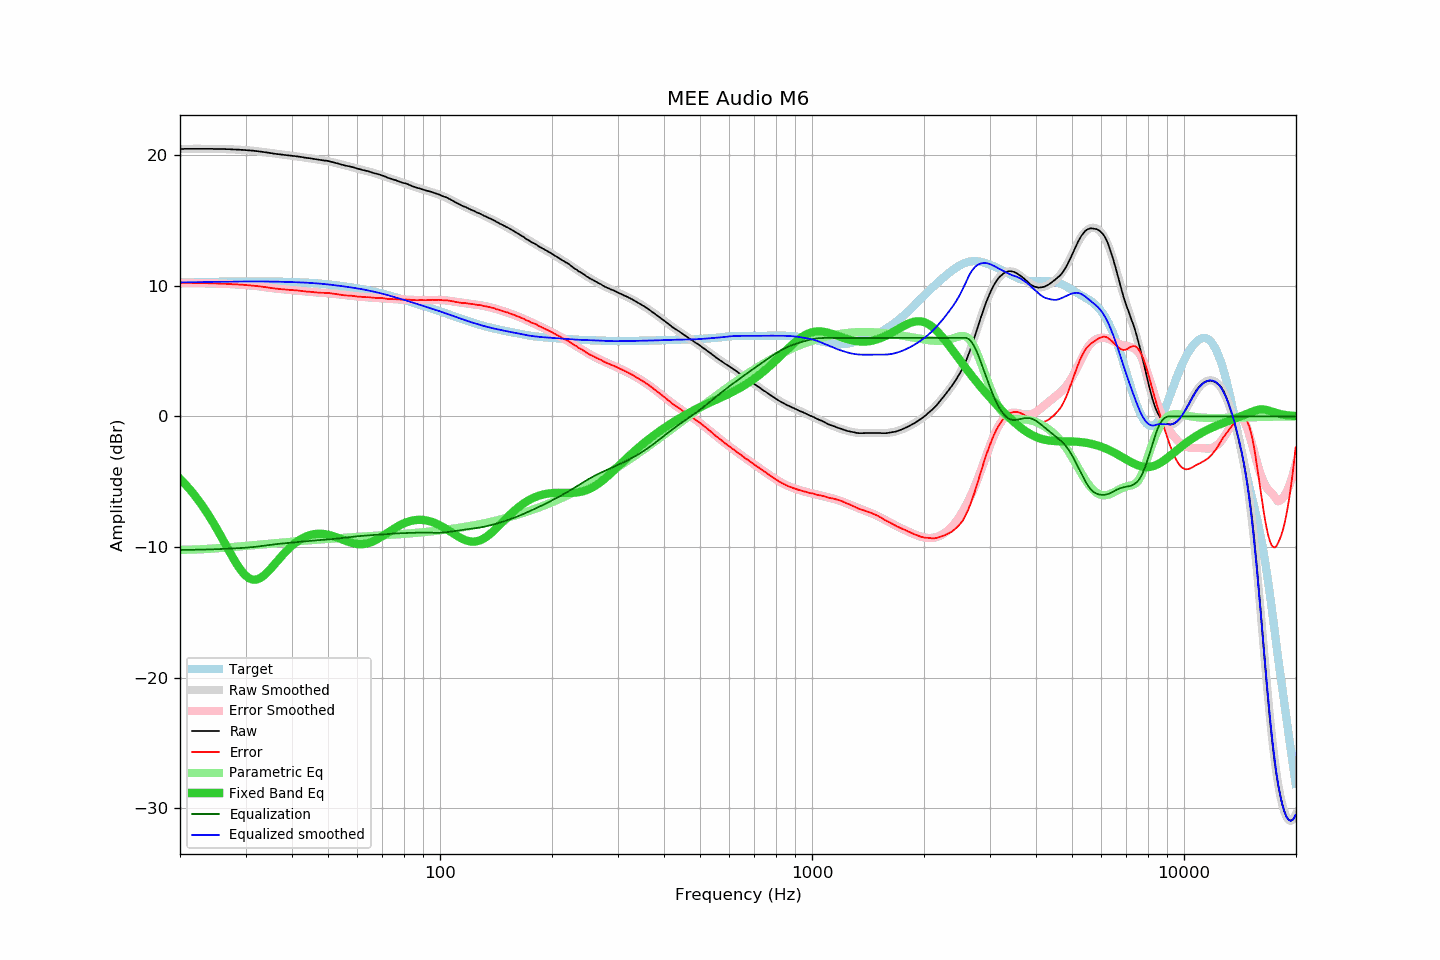 MEE Audio M6
Amplitude (dBr)
20
10
0
−10
−20
−30
Target
Raw Smoothed
Error Smoothed
Raw
Error
Parametric Eq
Fixed Band Eq
Equalization
Equalized smoothed
100
1000
10000
Frequency (Hz)